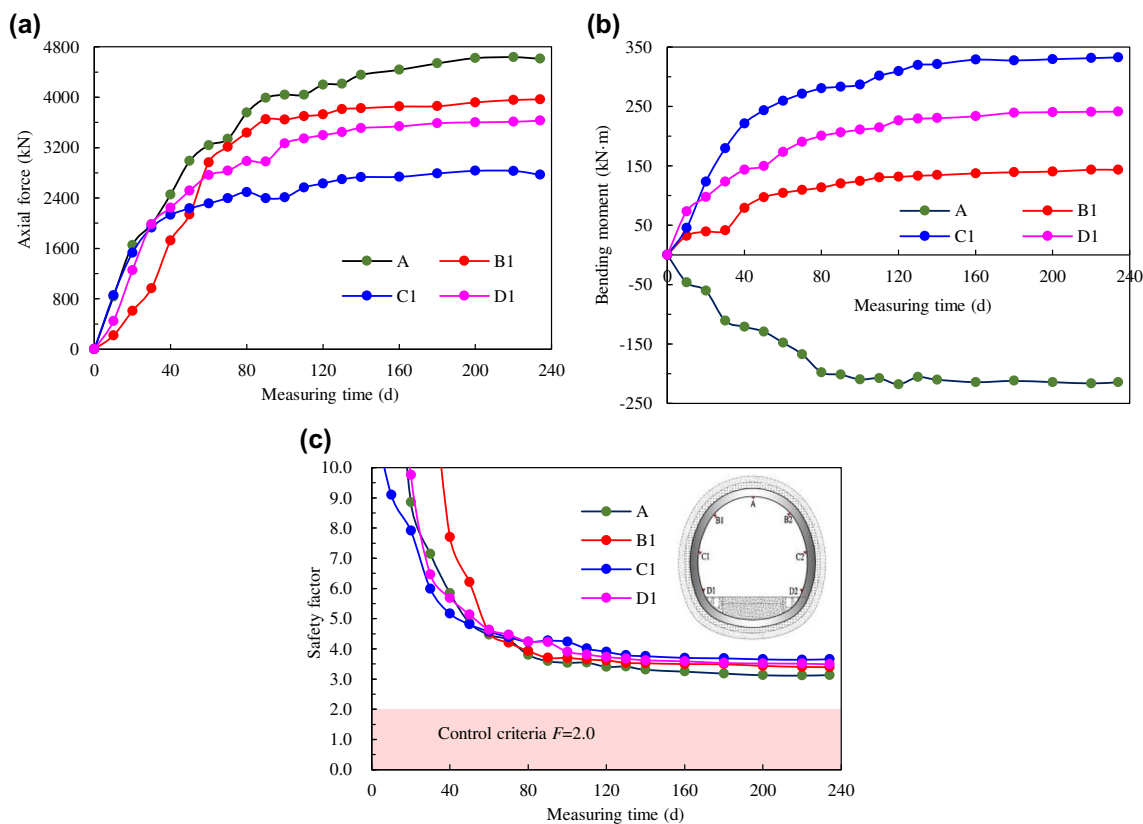 (a)
4800
4000
3200
2400
1600
800
0
Axial force (kN)
A
B1
C1
D1
0 40 80 120 160 200 240
Measuring time (d)
(b)
350
250
150
50
-50
-150
-250
Bending moment (kN·m)
A
B1
C1
D1
0 40 80 120 160 200 240
Measuring time (d)
(c)
10.0
9.0
8.0
7.0
6.0
5.0
4.0
3.0
2.0
1.0
0.0
Safety factor
A
B1
C1
D1
A
B1 B2
C1 C2
D1 D2
Control criteria F=2.0
0 40 80 120 160 200 240
Measuring time (d)